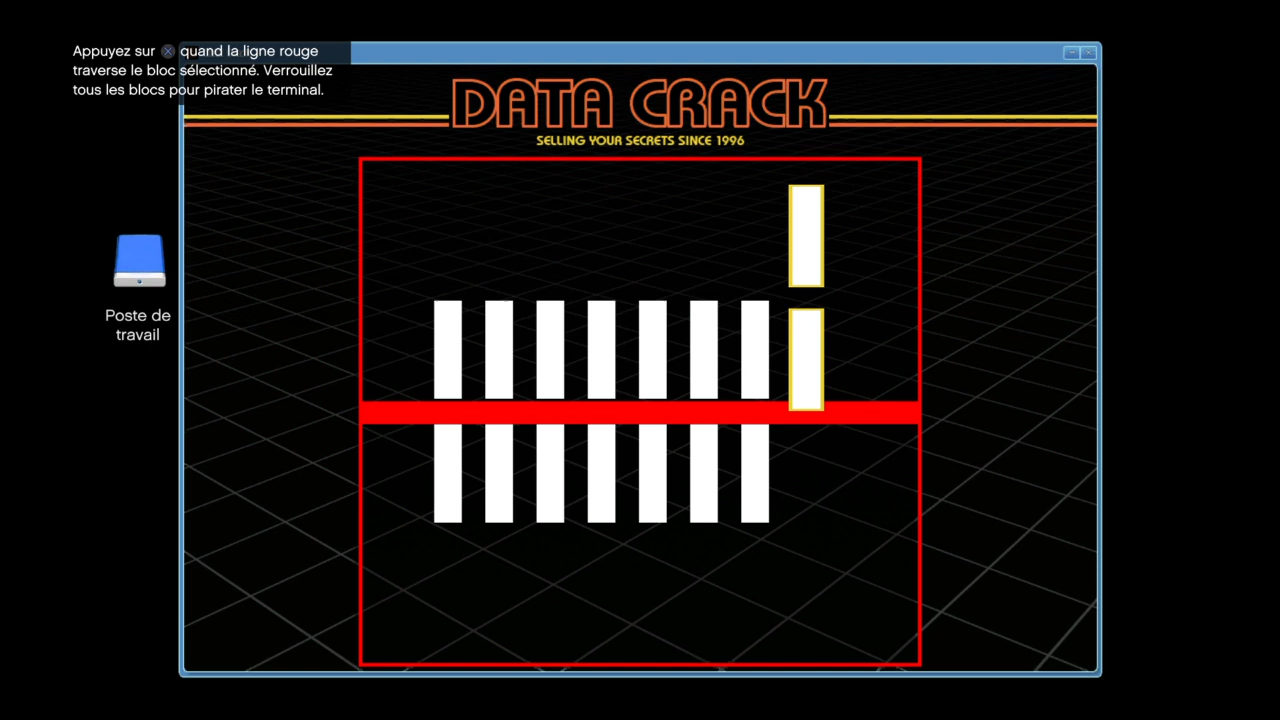 Appuyez sur ⓧ quand la ligne rouge
traverse le bloc sélectionné. Verrouillez
tous les blocs pour pirater le terminal.
DATA CRACK
SELLING YOUR SECRETS SINCE 1996
Poste de
travail